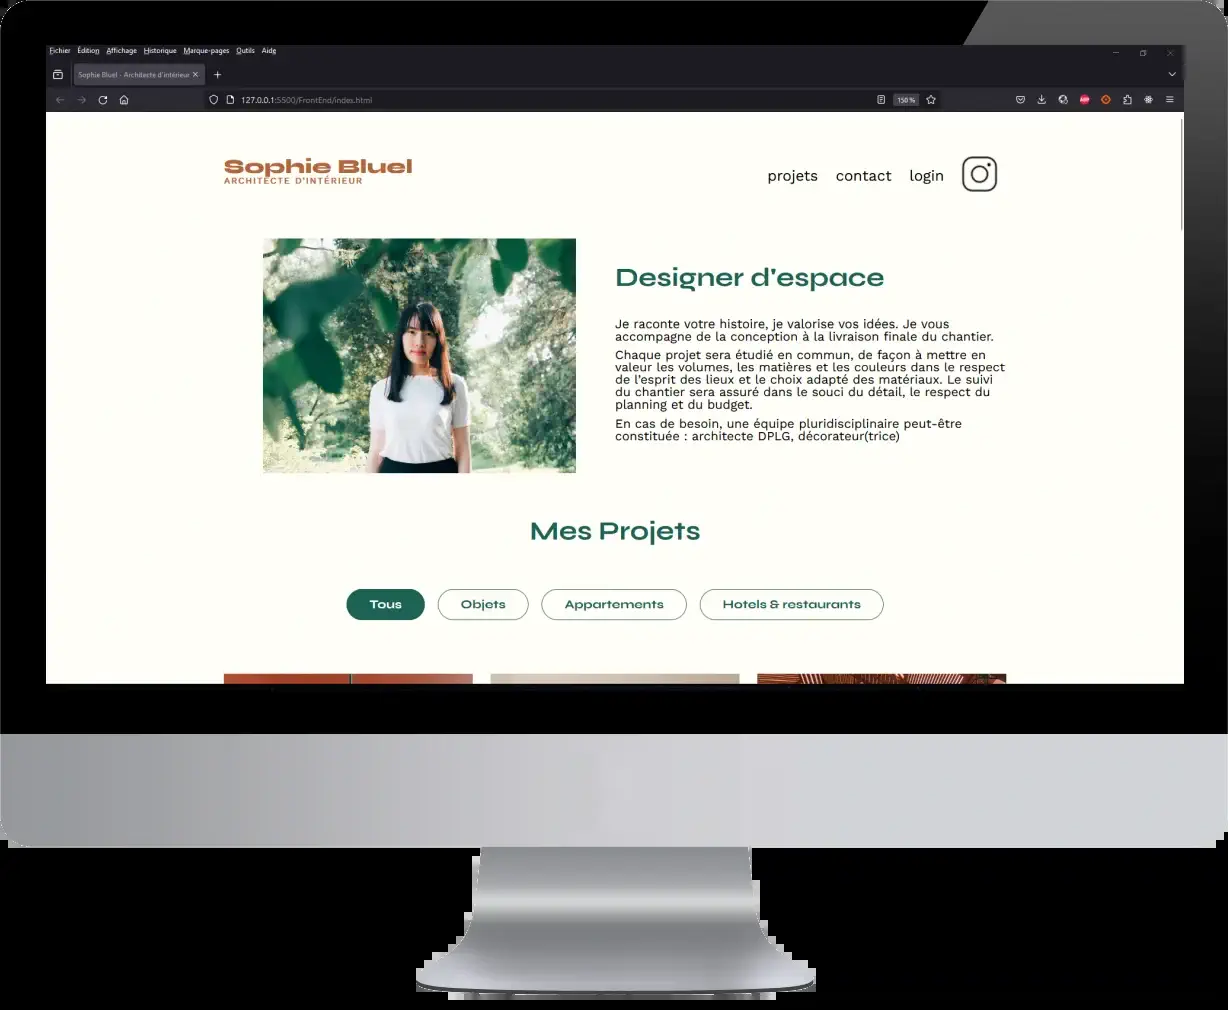 Fichier Édition Affichage Historique Marque-pages Outils Aide
Sophie Bluel - Architecte d'intérieur
127.0.0.1:5500/FrontEnd/index.html
150 %
Sophie Bluel
ARCHITECTE D'INTÉRIEUR
projets contact login
Designer d'espace
Je raconte votre histoire, je valorise vos idées. Je vous
accompagne de la conception à la livraison finale du chantier.
Chaque projet sera étudié en commun, de façon à mettre en
valeur les volumes, les matières et les couleurs dans le respect
de l'esprit des lieux et le choix adapté des matériaux. Le suivi
du chantier sera assuré dans le souci du détail, le respect du
planning et du budget.
En cas de besoin, une équipe pluridisciplinaire peut-être
constituée : architecte DPLG, décorateur(trice)
Mes Projets
Tous Objets Appartements Hotels & restaurants